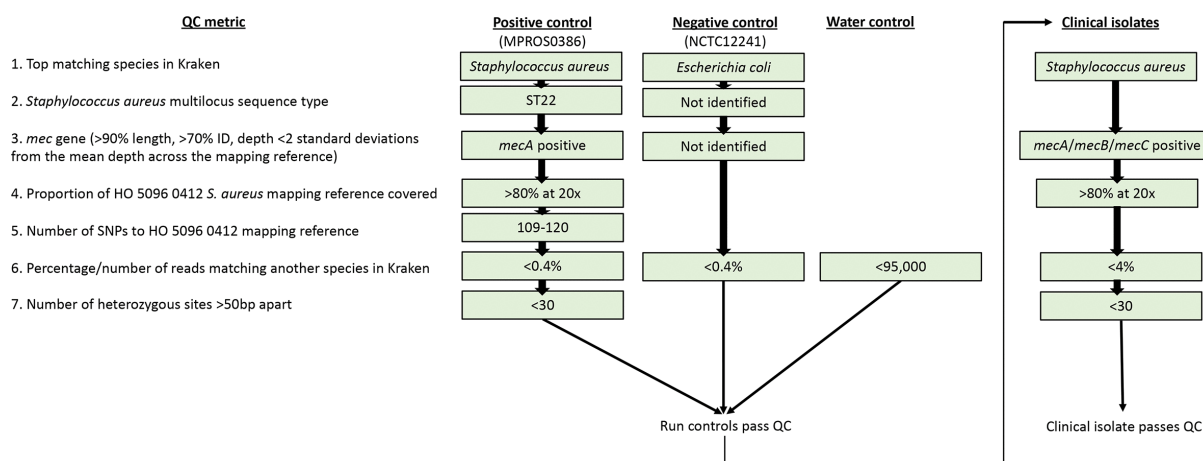 QC metric Positive control Negative control Water control Clinical isolates
(MPROS0386) (NCTC12241)
1. Top matching species in Kraken Staphylococcus aureus Escherichia coli Staphylococcus aureus
2. Staphylococcus aureus multilocus sequence type ST22 Not identified
3. mec gene (>90% length, >70% ID, depth <2 standard deviations
from the mean depth across the mapping reference) mecA positive Not identified mecA/mecB/mecC positive
4. Proportion of HO 5096 0412 S. aureus mapping reference covered >80% at 20x >80% at 20x
5. Number of SNPs to HO 5096 0412 mapping reference 109-120
6. Percentage/number of reads matching another species in Kraken <0.4% <0.4% <95,000 <4%
7. Number of heterozygous sites >50bp apart <30 <30
Run controls pass QC Clinical isolate passes QC